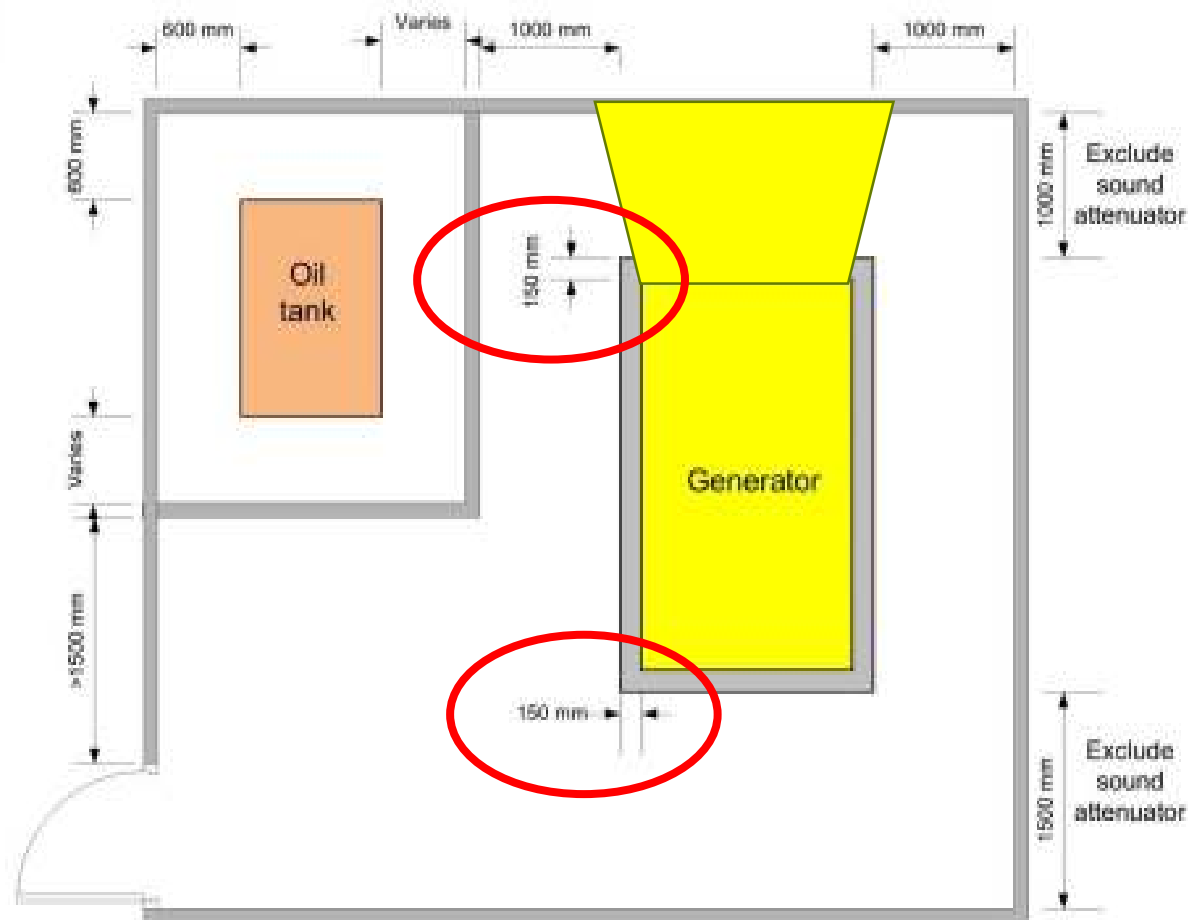 600 mm
Varies
1000 mm
1000 mm
600 mm
1000 mm
Exclude
sound
attenuator
Oil
tank
150 mm
Varies
Generator
>1500 mm
150 mm
1500 mm
Exclude
sound
attenuator